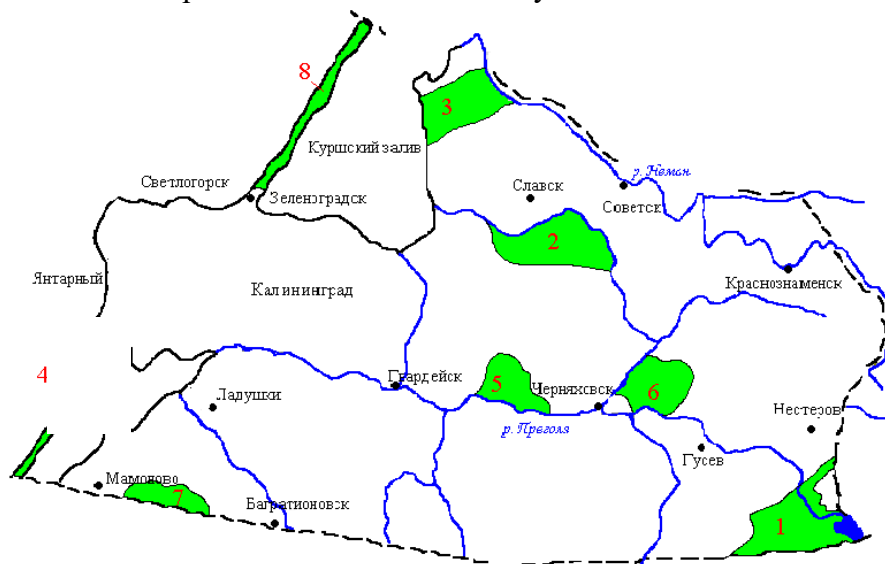 8
3
Куршский залив
р. Неман
Светлогорск
Зеленоградск
Славск
Советск
2
Янтарный
Калининград
Краснознаменск
4
Гвардейск
5
Черняховск
6
Ладушки
Нестеров
р. Преголя
Гусев
Мамоново
7
Багратионовск
1